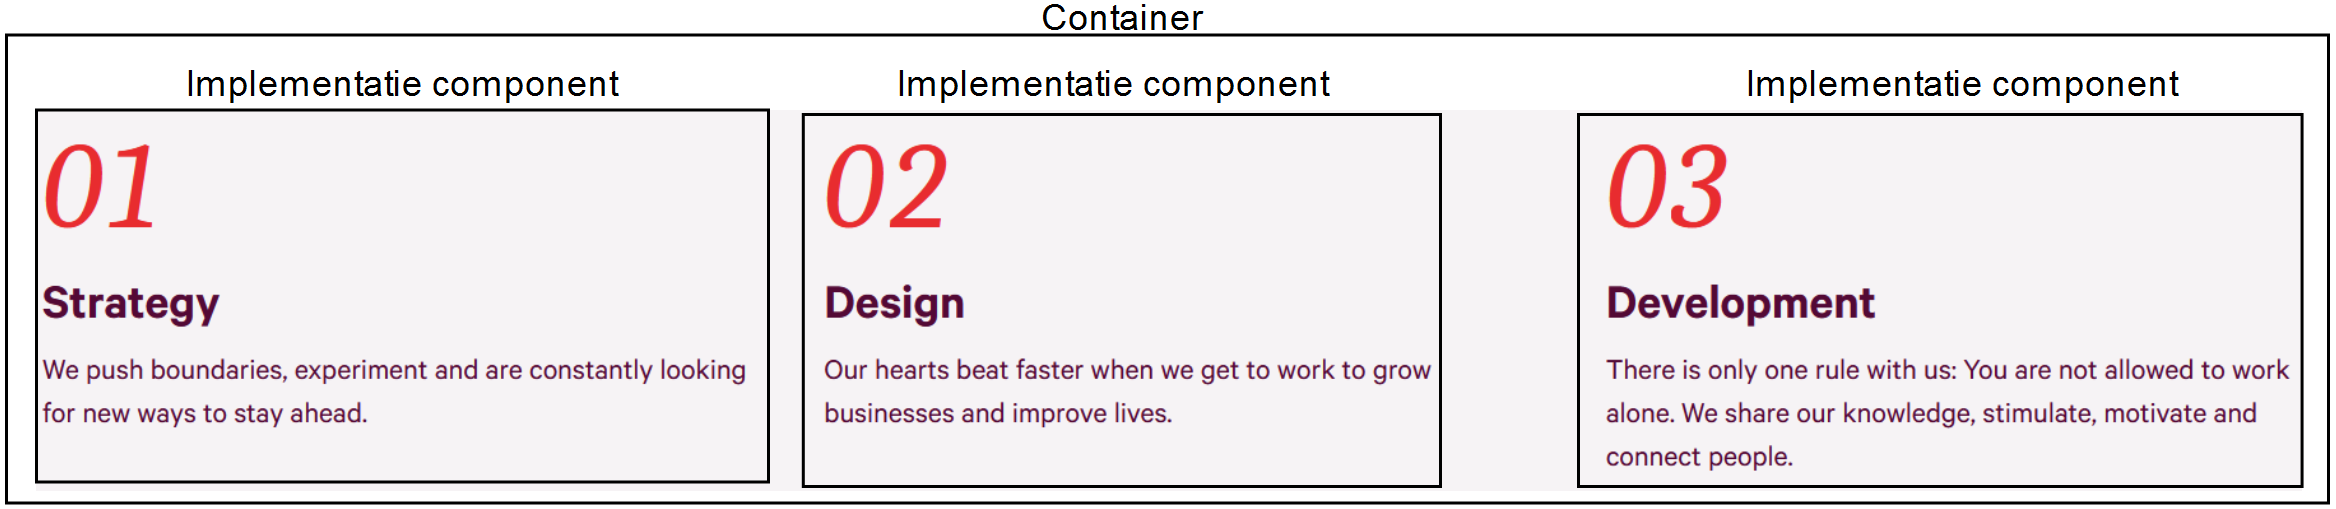 Container
Implementatie component
Implementatie component
Implementatie component
01
Strategy
We push boundaries, experiment and are constantly looking
for new ways to stay ahead.
02
Design
Our hearts beat faster when we get to work to grow
businesses and improve lives.
03
Development
There is only one rule with us: You are not allowed to work
alone. We share our knowledge, stimulate, motivate and
connect people.